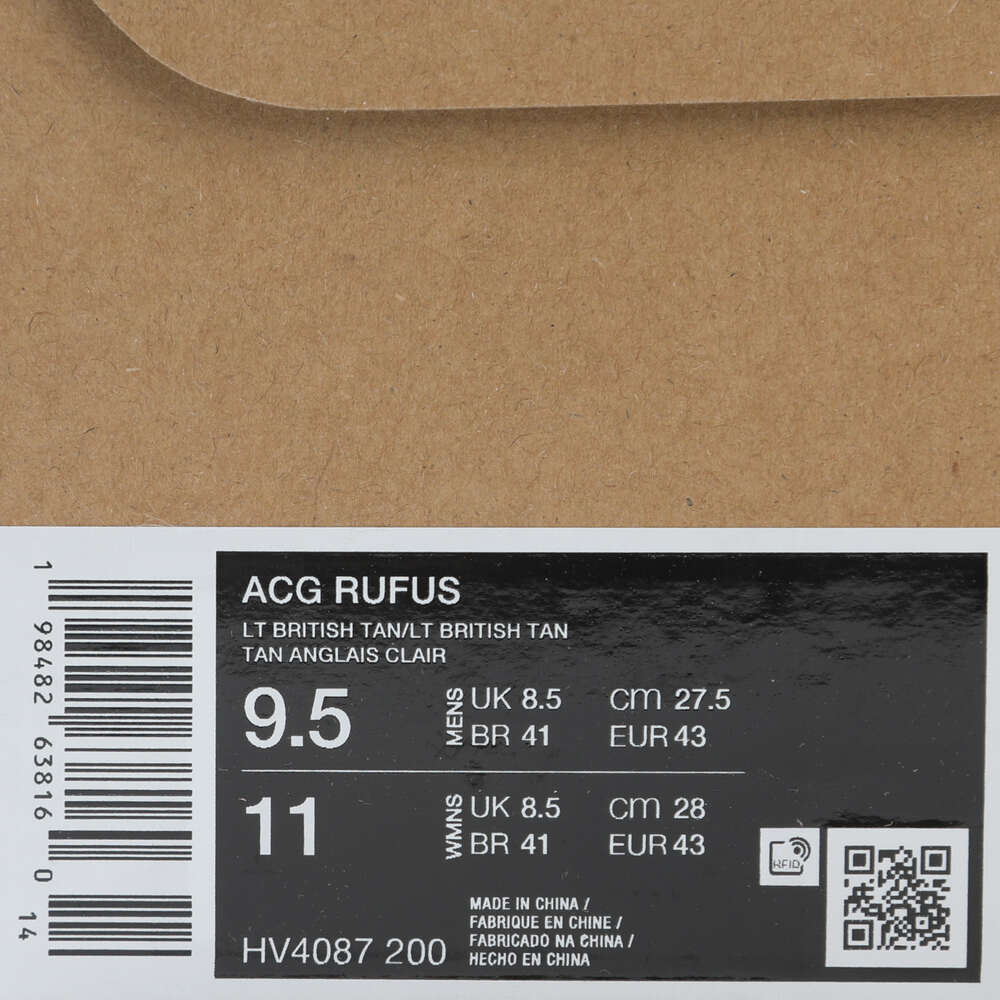 ACG RUFUS
LT BRITISH TAN/LT BRITISH TAN
TAN ANGLAIS CLAIR
9.5
MENS
UK 8.5 CM 27.5
BR 41 EUR 43
11
WMNS
UK 8.5 CM 28
BR 41 EUR 43
HV4087 200
MADE IN CHINA /
FABRIQUE EN CHINE /
FABRICADO NA CHINA /
HECHO EN CHINA
RFID
1 98482 63816 0 14